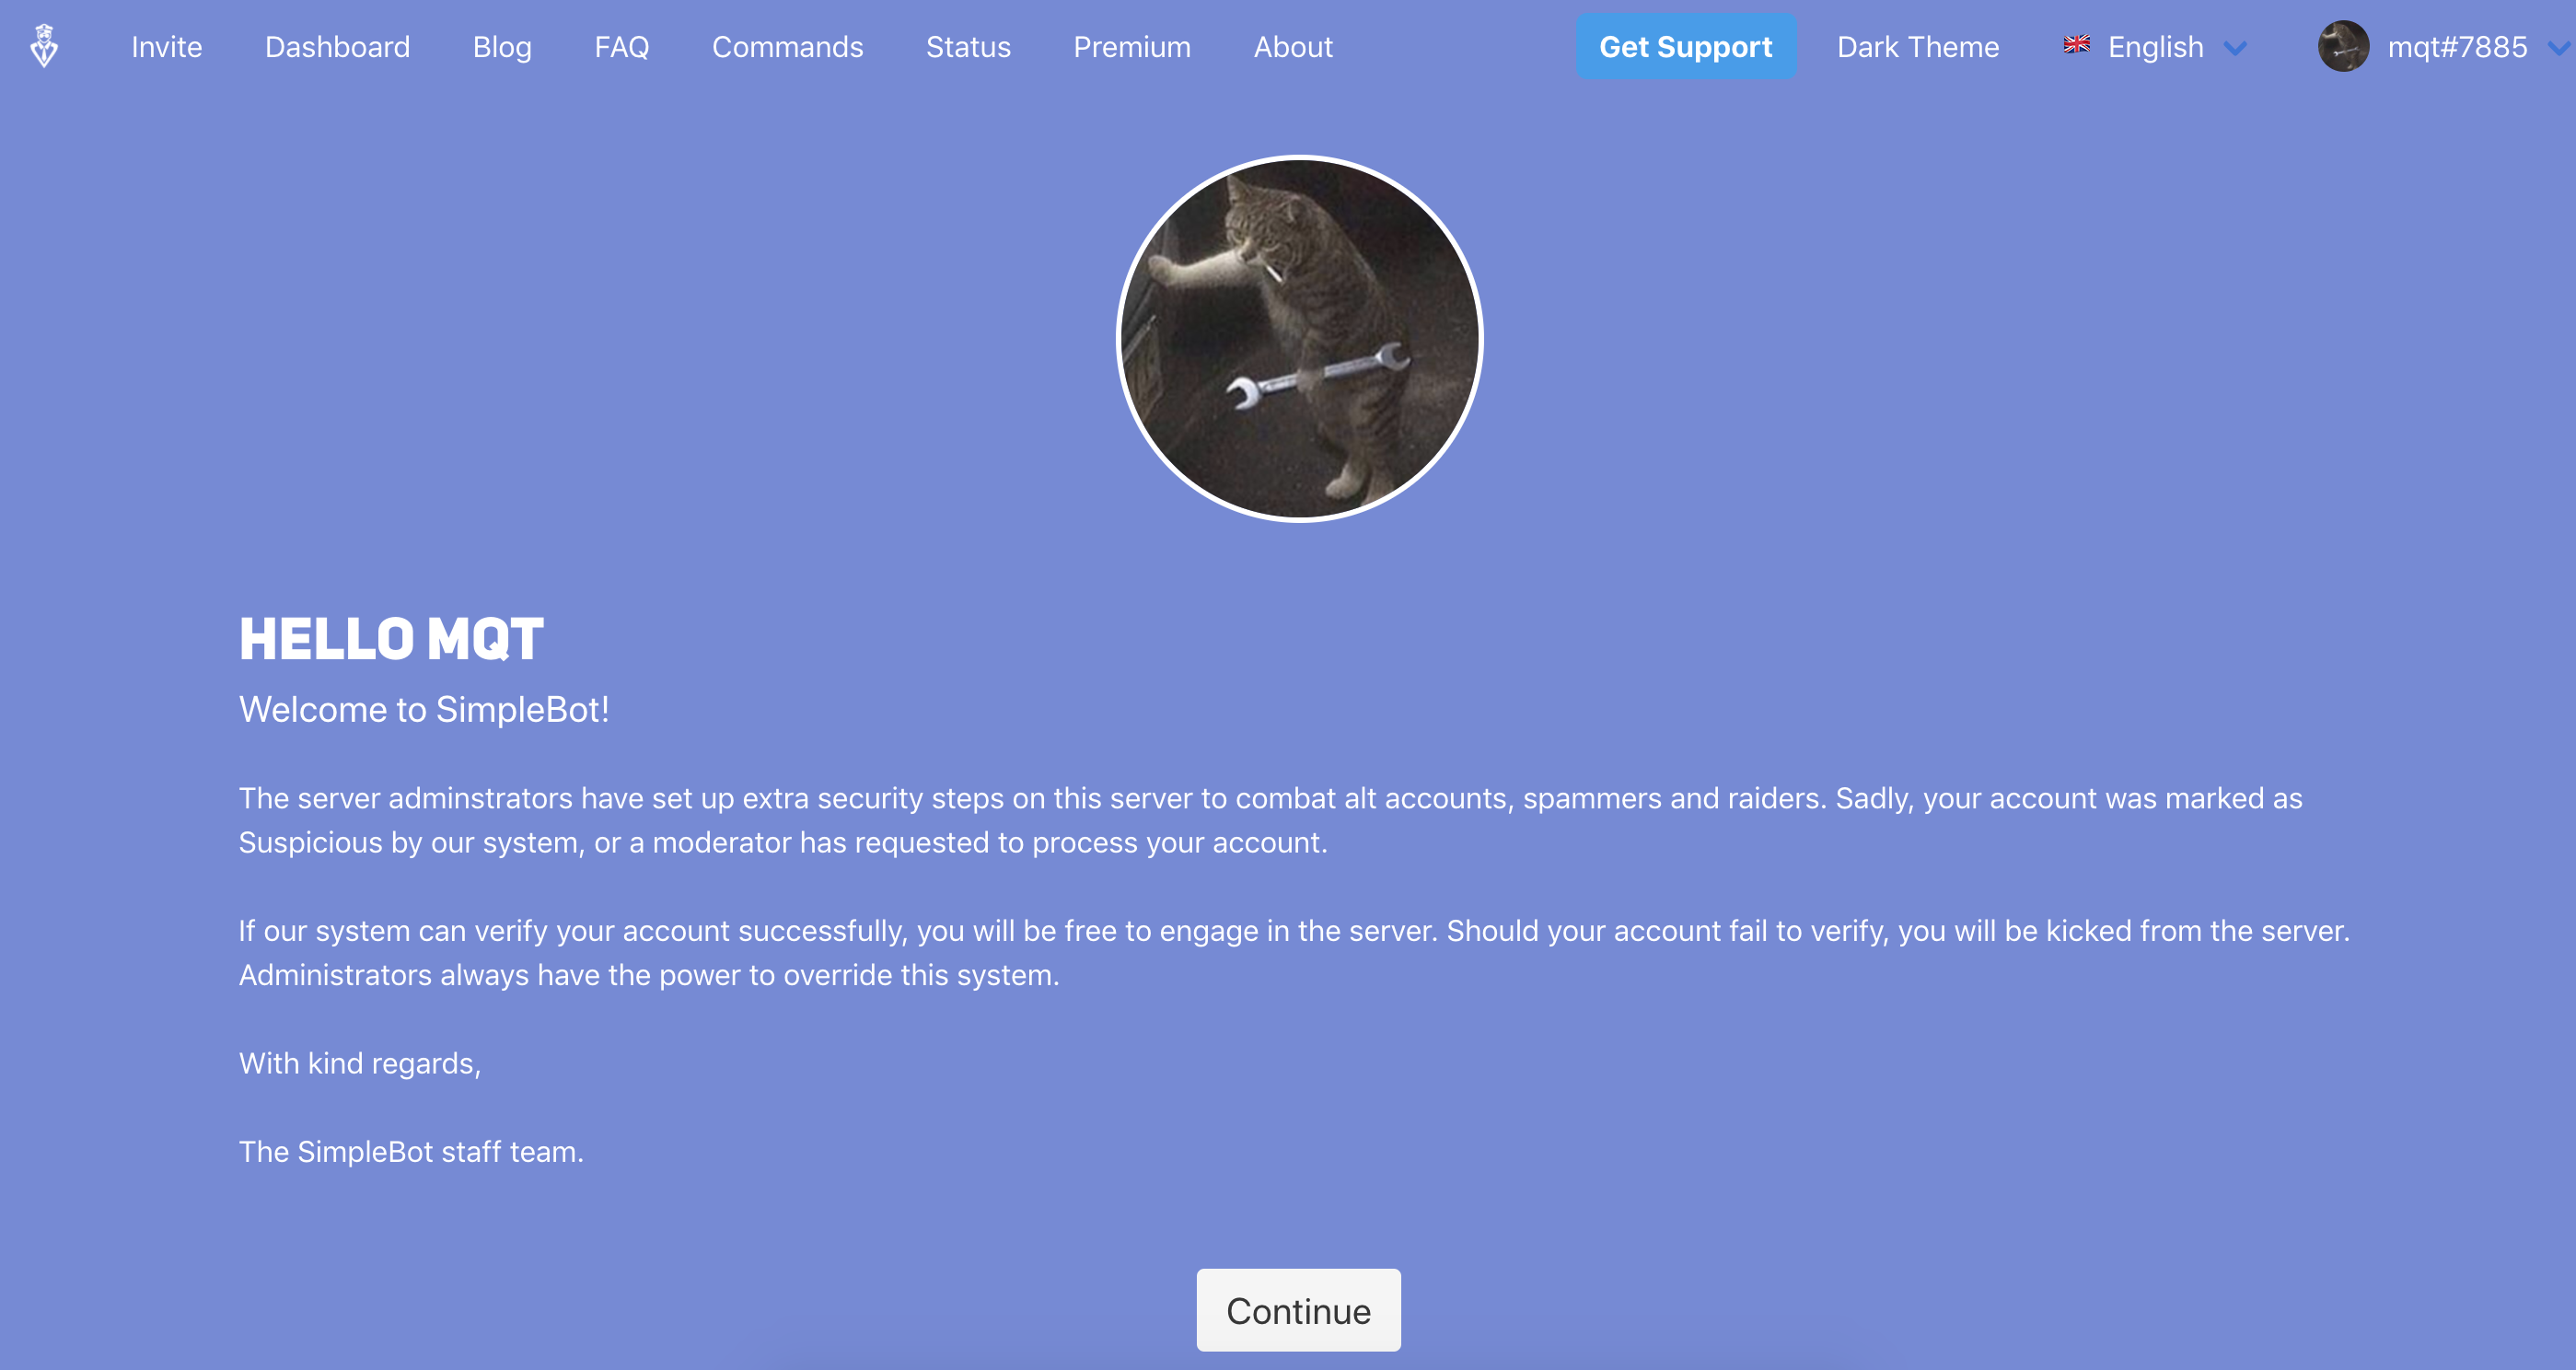 Invite Dashboard Blog FAQ Commands Status Premium About Get Support Dark Theme English mqt#7885
HELLO MQT
Welcome to SimpleBot!
The server adminstrators have set up extra security steps on this server to combat alt accounts, spammers and raiders. Sadly, your account was marked as
Suspicious by our system, or a moderator has requested to process your account.
If our system can verify your account successfully, you will be free to engage in the server. Should your account fail to verify, you will be kicked from the server.
Administrators always have the power to override this system.
With kind regards,
The SimpleBot staff team.
Continue